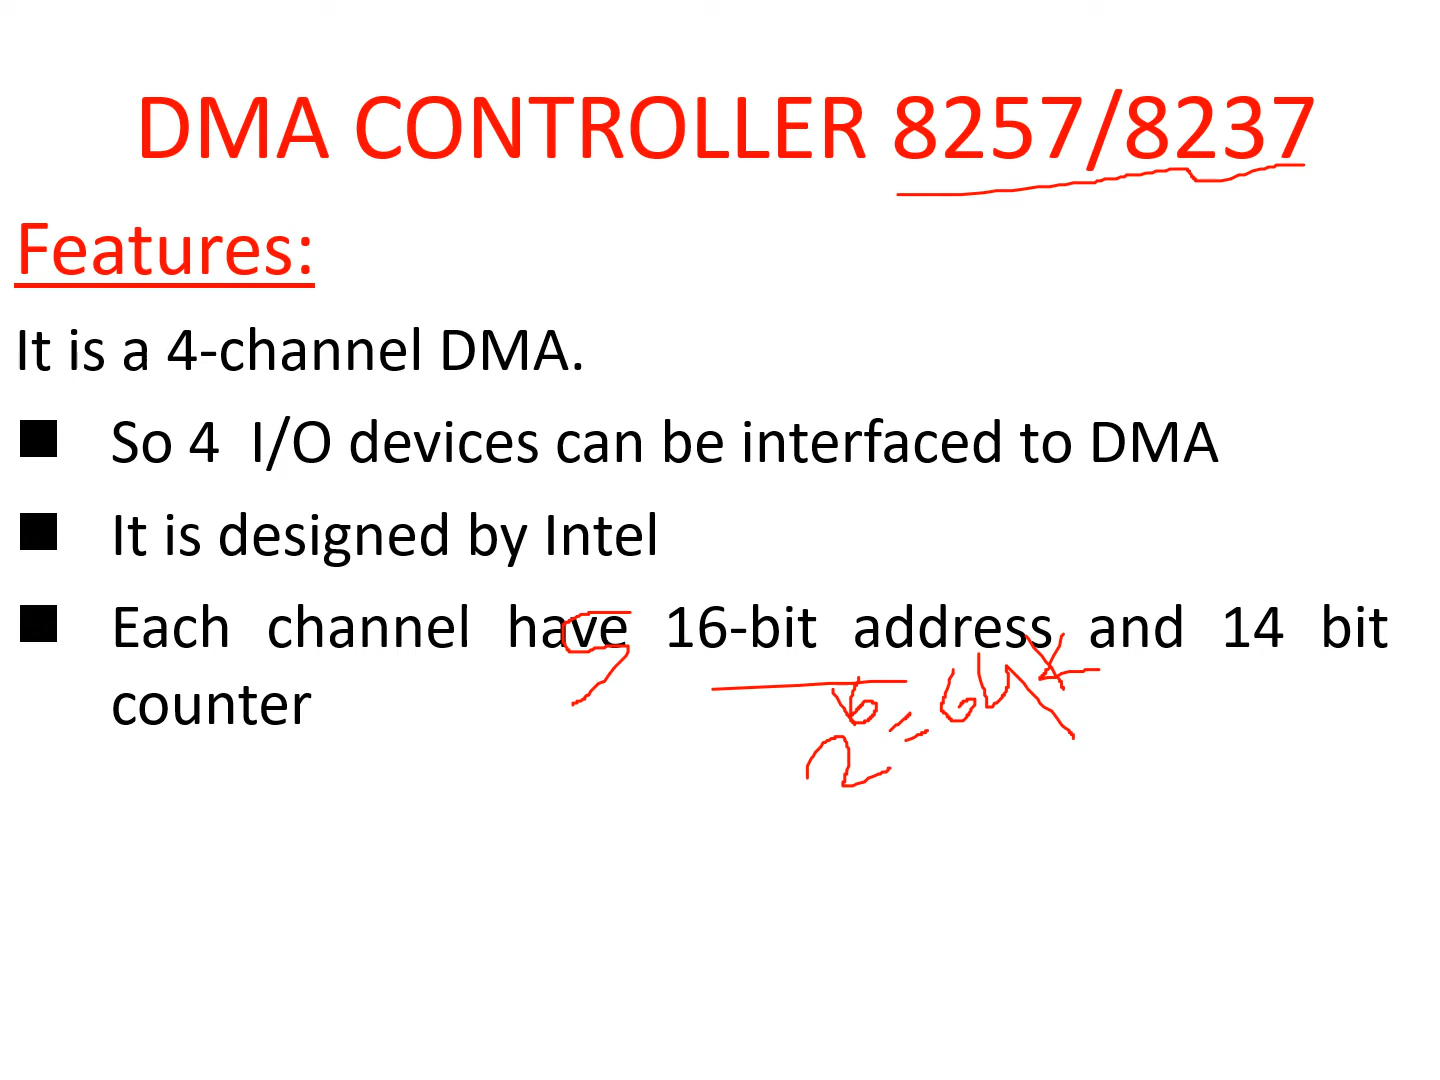 DMA CONTROLLER 8257/8237
Features:
It is a 4-channel DMA.
So 4 I/O devices can be interfaced to DMA
It is designed by Intel
Each channel have 16-bit address and 14 bit
counter
2^16 = 64K